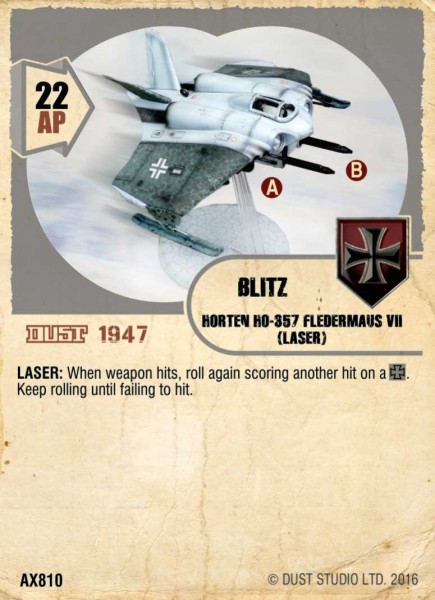 22
AP
A
B
BLITZ
HORTEN HO-357 FLEDERMAUS VII
(LASER)
DUST 1947
LASER: When weapon hits, roll again scoring another hit on a .
Keep rolling until failing to hit.
AX810
© DUST STUDIO LTD. 2016